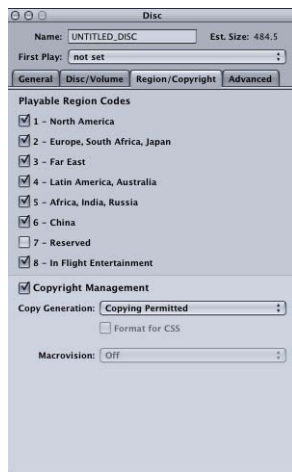 Disc
Name: UNTITLED_DISC Est. Size: 484.5
First Play: not set
General Disc/Volume Region/Copyright Advanced
Playable Region Codes
1 - North America
2 - Europe, South Africa, Japan
3 - Far East
4 - Latin America, Australia
5 - Africa, India, Russia
6 - China
7 - Reserved
8 - In Flight Entertainment
Copyright Management
Copy Generation: Copying Permitted
Format for CSS
Macrovision: Off